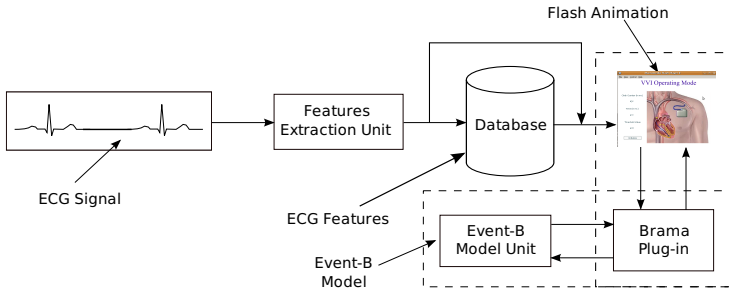 Flash Animation
VVI Operating Mode
Features
Extraction Unit
Database
ECG Signal
ECG Features
Event-B
Model Unit
Brama
Plug-in
Event-B
Model